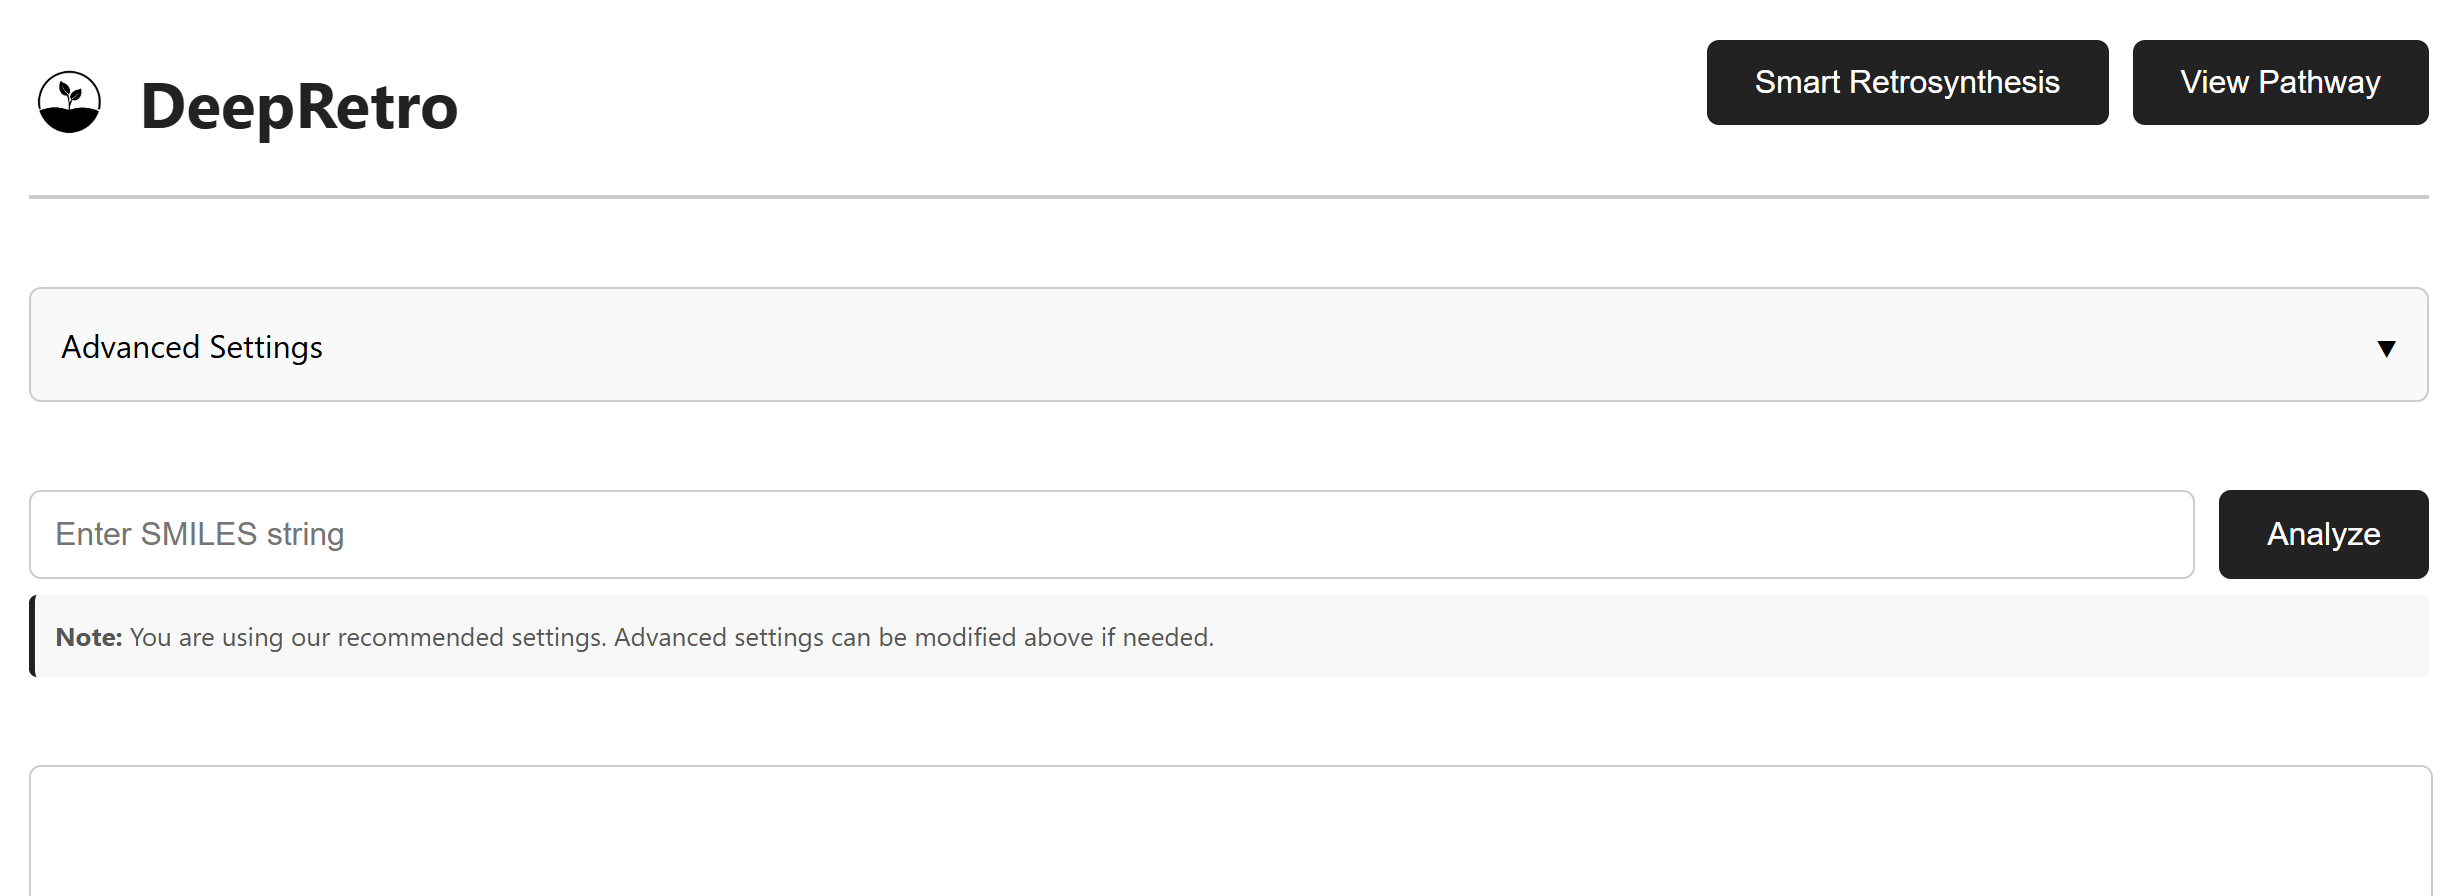 DeepRetro
Smart Retrosynthesis
View Pathway
Advanced Settings
Enter SMILES string
Analyze
Note: You are using our recommended settings. Advanced settings can be modified above if needed.